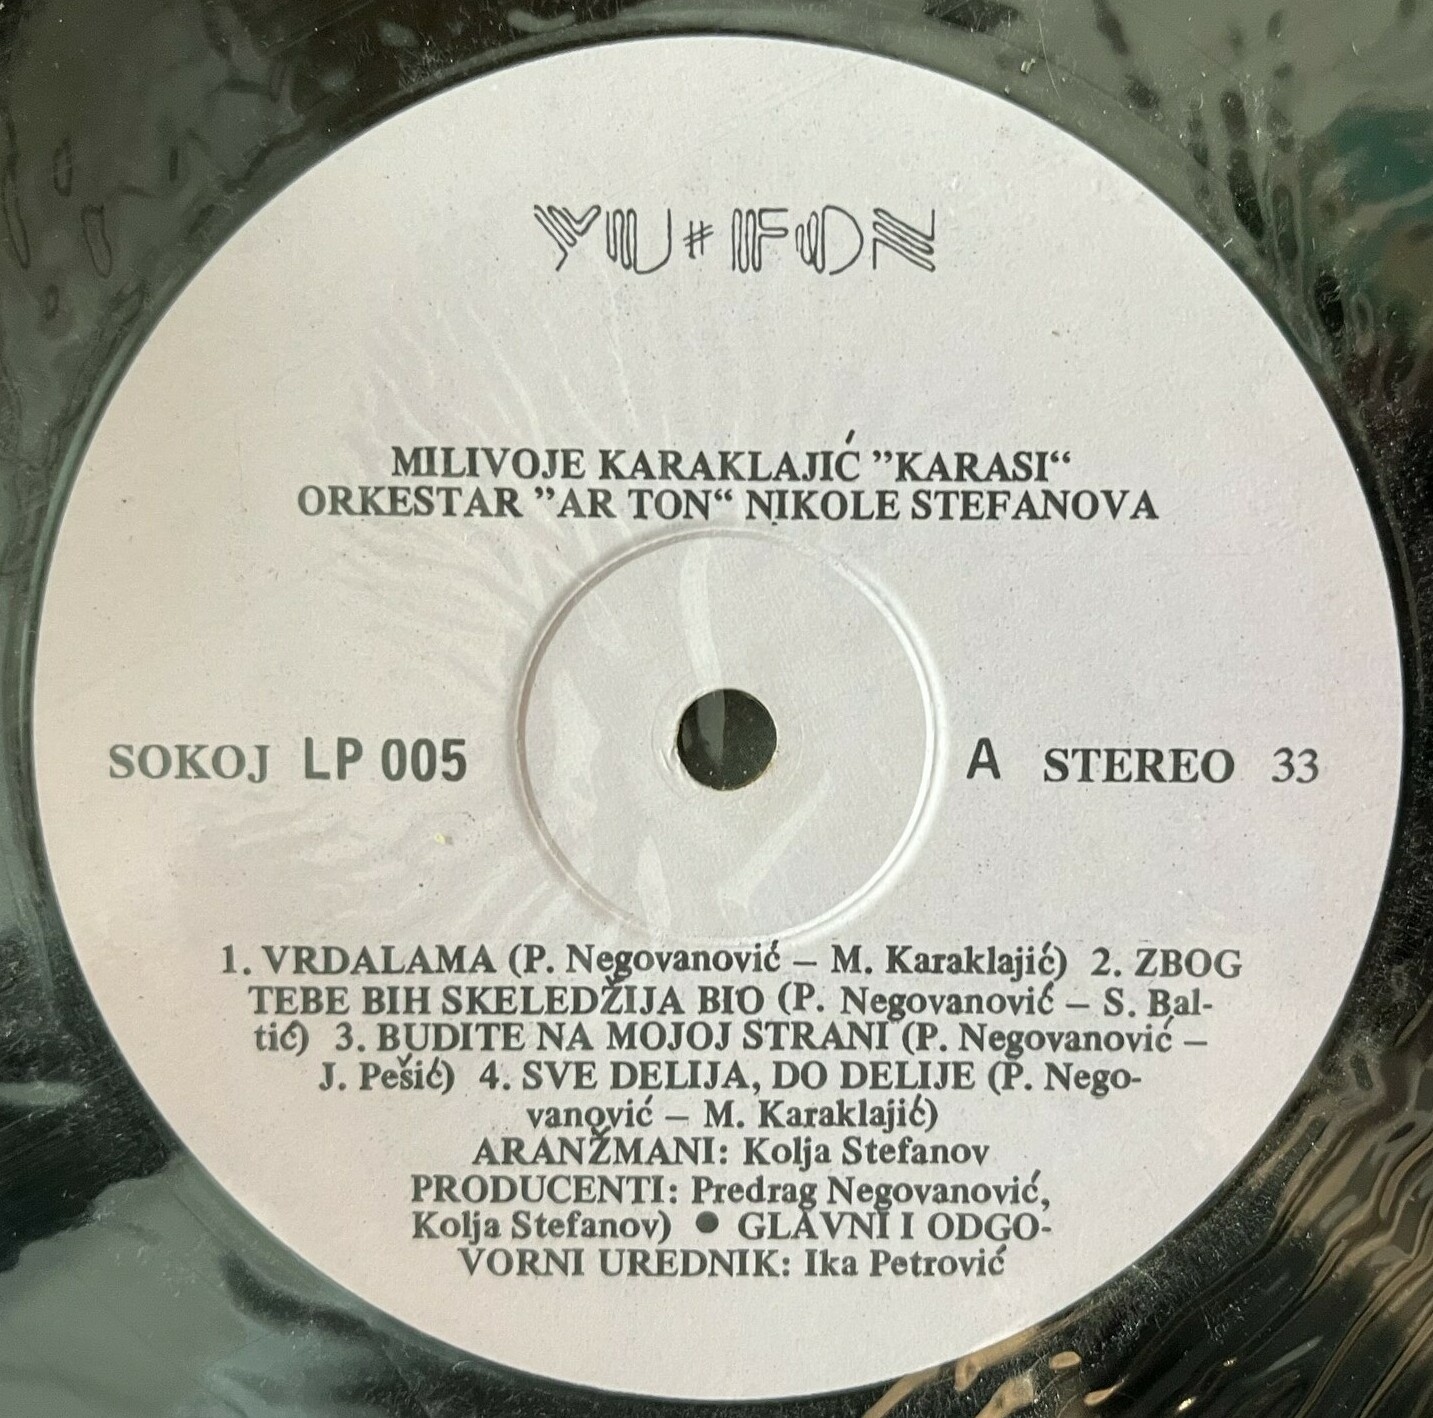 YU # FON
MILIVOJE KARAKLAJIĆ ”KARASI“
ORKESTAR ”AR TON“ NIKOLE STEFANOVA
SOKOJ LP 005
A STEREO 33
1. VRDALAMA (P. Negovanović – M. Karaklajić) 2. ZBOG
TEBE BIH SKELEDŽIJA BIO (P. Negovanović – S. Bal-
tić) 3. BUDITE NA MOJOJ STRANI (P. Negovanović –
J. Pešić) 4. SVE DELIJA, DO DELIJE (P. Nego-
vanović – M. Karaklajić)
ARANŽMANI: Kolja Stefanov
PRODUCENTI: Predrag Negovanović,
Kolja Stefanov) ● GLAVNI I ODGO-
VORNI UREDNIK: Ika Petrović